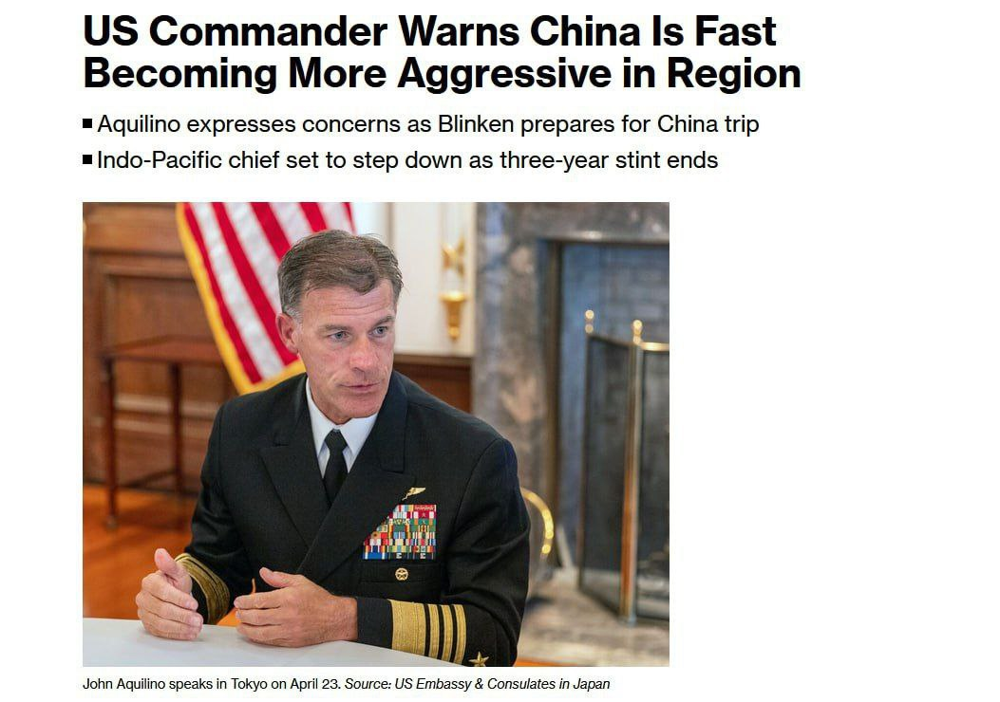 US Commander Warns China Is Fast
Becoming More Aggressive in Region
■ Aquilino expresses concerns as Blinken prepares for China trip
■ Indo-Pacific chief set to step down as three-year stint ends
John Aquilino speaks in Tokyo on April 23. Source: US Embassy & Consulates in Japan